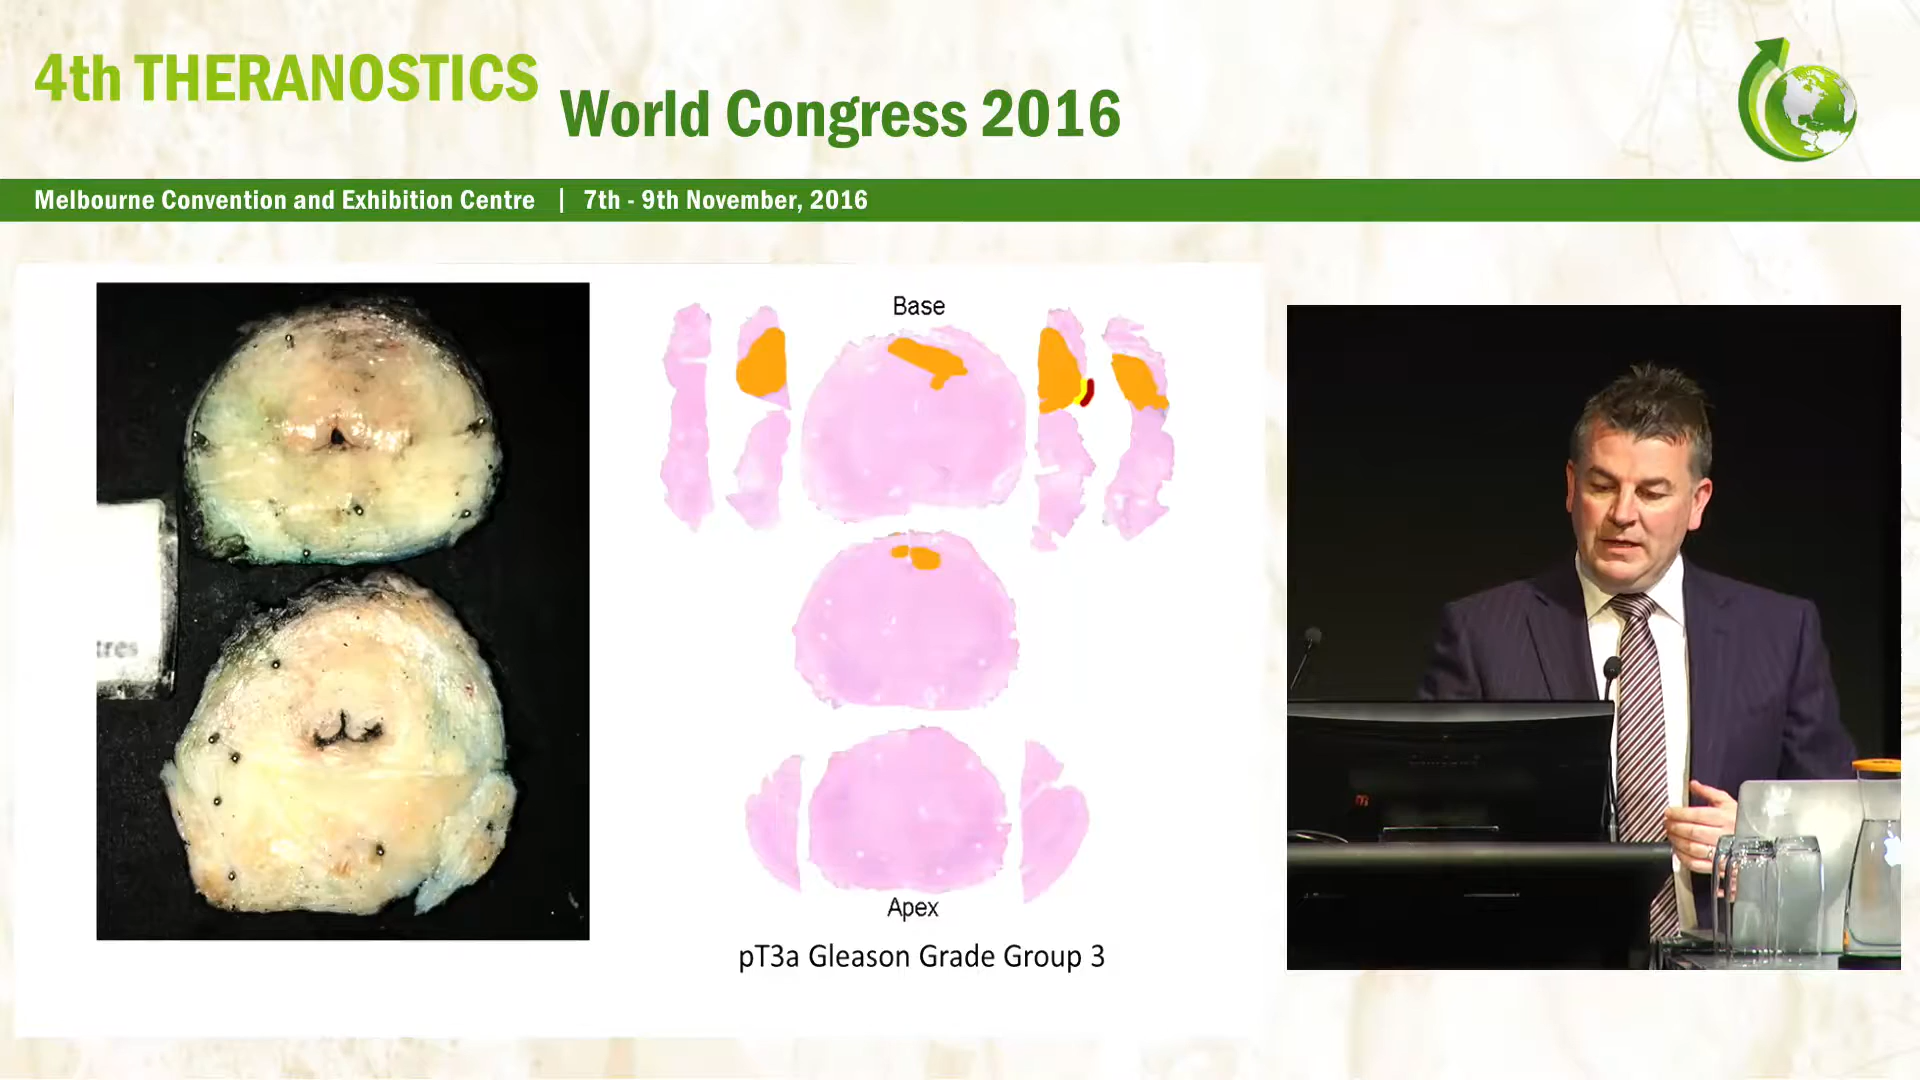 4th THERANOSTICS
World Congress 2016
Melbourne Convention and Exhibition Centre | 7th - 9th November, 2016
Base
tres
Apex
pT3a Gleason Grade Group 3